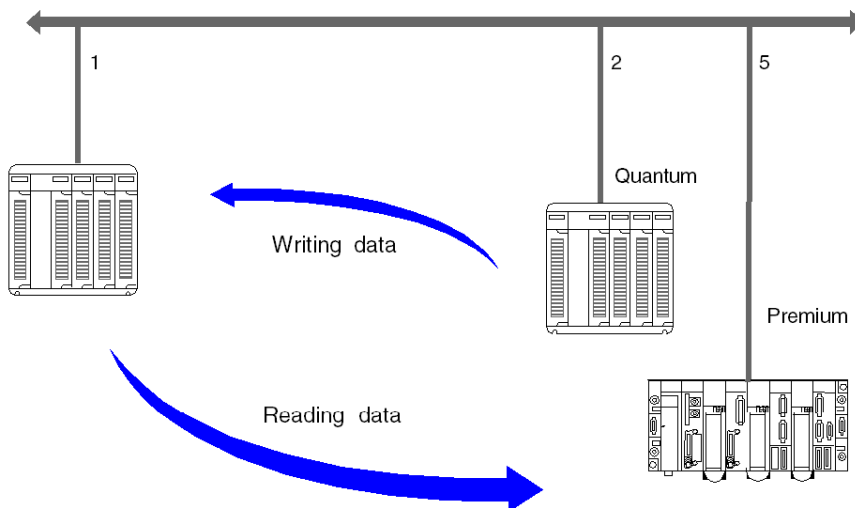 1
2
5
Quantum
Writing data
Premium
Reading data